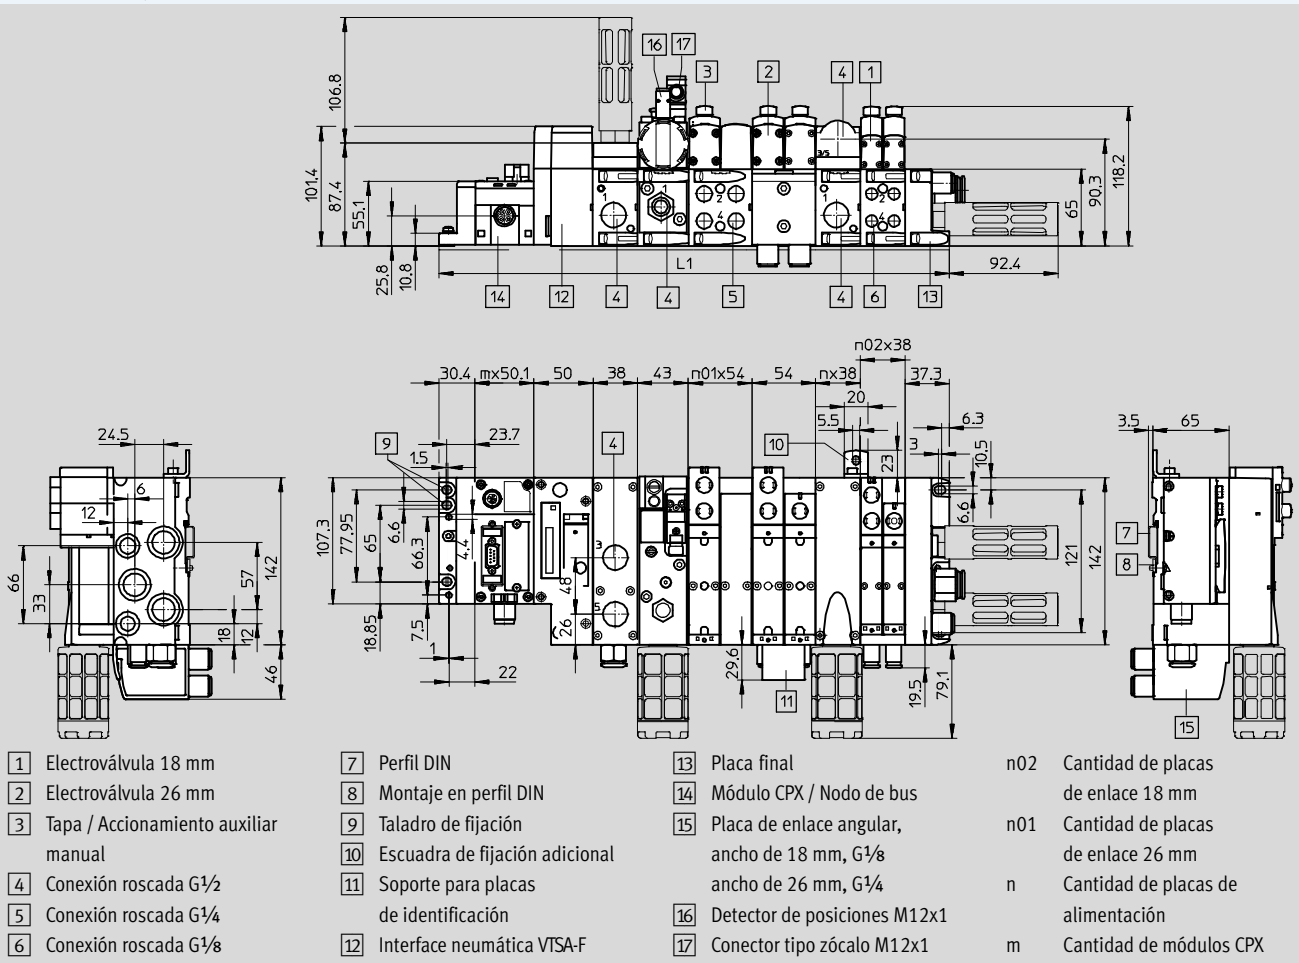 106.8
101.4
87.4
55.1
25.8
10.8
16
17
3
2
4
1
118.2
90.3
65
3/5
1
1
2
4
1
2
4
L1
92.4
14
12
4
4
5
4
6
13
n02x38
30.4
mx50.1
50
38
43
n01x54
54
nx38
37.3
20
5.5
6.3
3
10.5
23
6.6
24.5
6
12
66
33
142
57
18
12
46
9
23.7
1.5
107.3
77.95
65
6.6
66.3
4.4
18.85
7.5
1
22
4
3
5
48
26
10
29.6
11
19.5
79.1
121
142
3.5
65
7
8
15
1 Electroválvula 18 mm
2 Electroválvula 26 mm
3 Tapa / Accionamiento auxiliar
manual
4 Conexión roscada G½
5 Conexión roscada G¼
6 Conexión roscada G⅛
7 Perfil DIN
8 Montaje en perfil DIN
9 Taladro de fijación
10 Escuadra de fijación adicional
11 Soporte para placas
de identificación
12 Interface neumática VTSA-F
13 Placa final
14 Módulo CPX / Nodo de bus
15 Placa de enlace angular,
ancho de 18 mm, G⅛
ancho de 26 mm, G¼
16 Detector de posiciones M12x1
17 Conector tipo zócalo M12x1
n02 Cantidad de placas
de enlace 18 mm
n01 Cantidad de placas
de enlace 26 mm
n Cantidad de placas de
alimentación
m Cantidad de módulos CPX